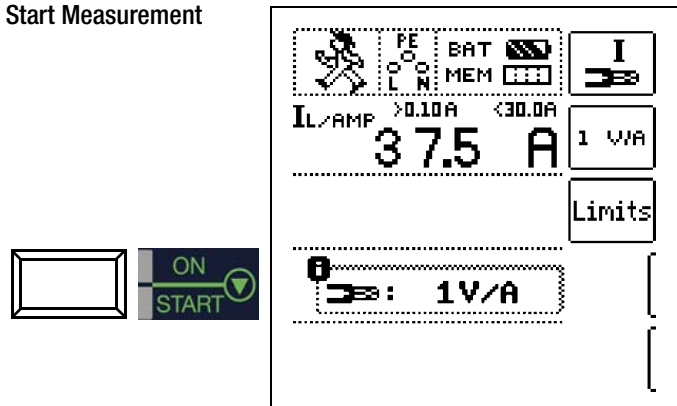 Start Measurement
PE
L N
BAT
MEM
I
IL/AMP >0.10A <30.0A
37.5 A
1 V/A
Limits
ON
START
: 1V/A